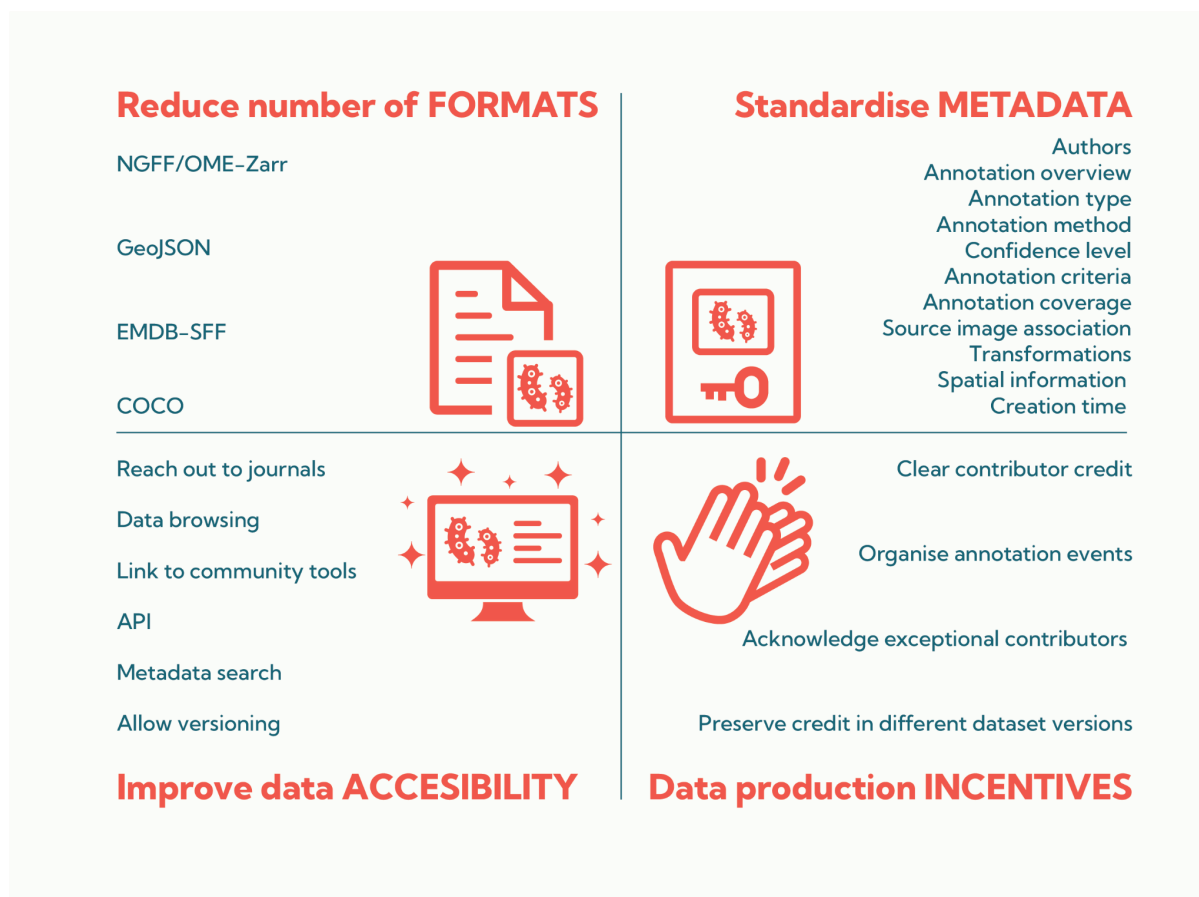 Reduce number of FORMATS
NGFF/OME-Zarr
GeoJSON
EMDB-SFF
COCO
Standardise METADATA
Authors
Annotation overview
Annotation type
Annotation method
Confidence level
Annotation criteria
Annotation coverage
Source image association
Transformations
Spatial information
Creation time
Reach out to journals
Data browsing
Link to community tools
API
Metadata search
Allow versioning
Improve data ACCESIBILITY
Clear contributor credit
Organise annotation events
Acknowledge exceptional contributors
Preserve credit in different dataset versions
Data production INCENTIVES